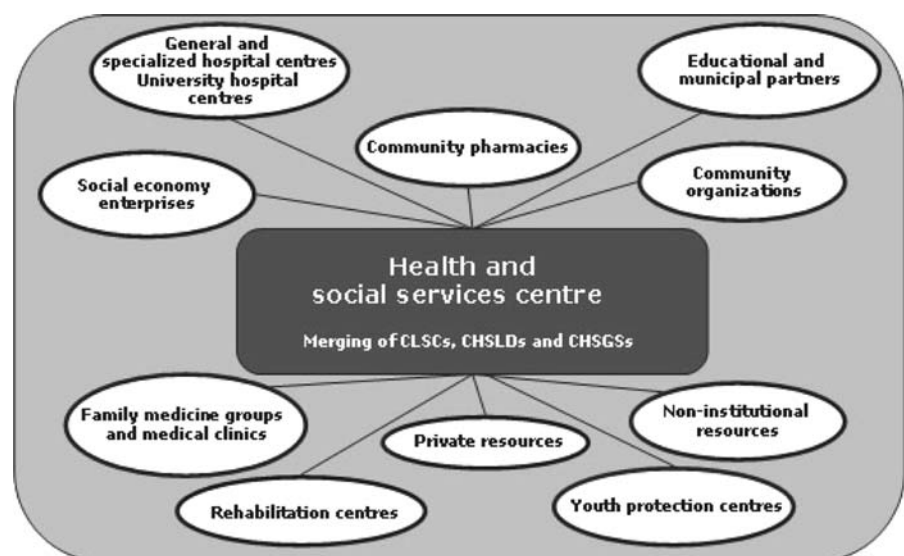 General and
specialized hospital centres
University hospital
centres
Educational and
municipal partners
Community pharmacies
Social economy
enterprises
Community
organizations
Health and
social services centre
Merging of CLSCs, CHSLDs and CHSGSs
Family medicine groups
and medical clinics
Private resources
Non-institutional
resources
Rehabilitation centres
Youth protection centres